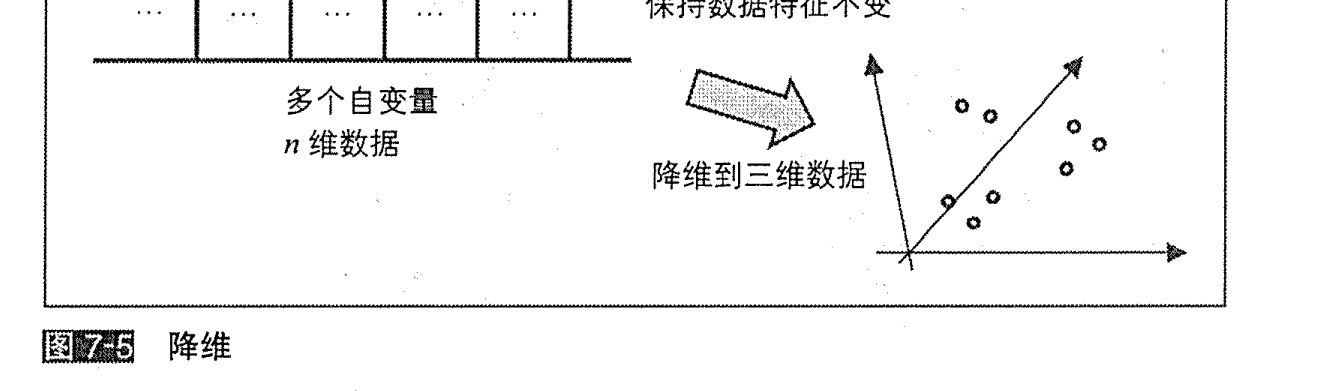 … … … … …
保持数据特征不变
多个自变量
n 维数据
降维到三维数据
图 7-5 降维